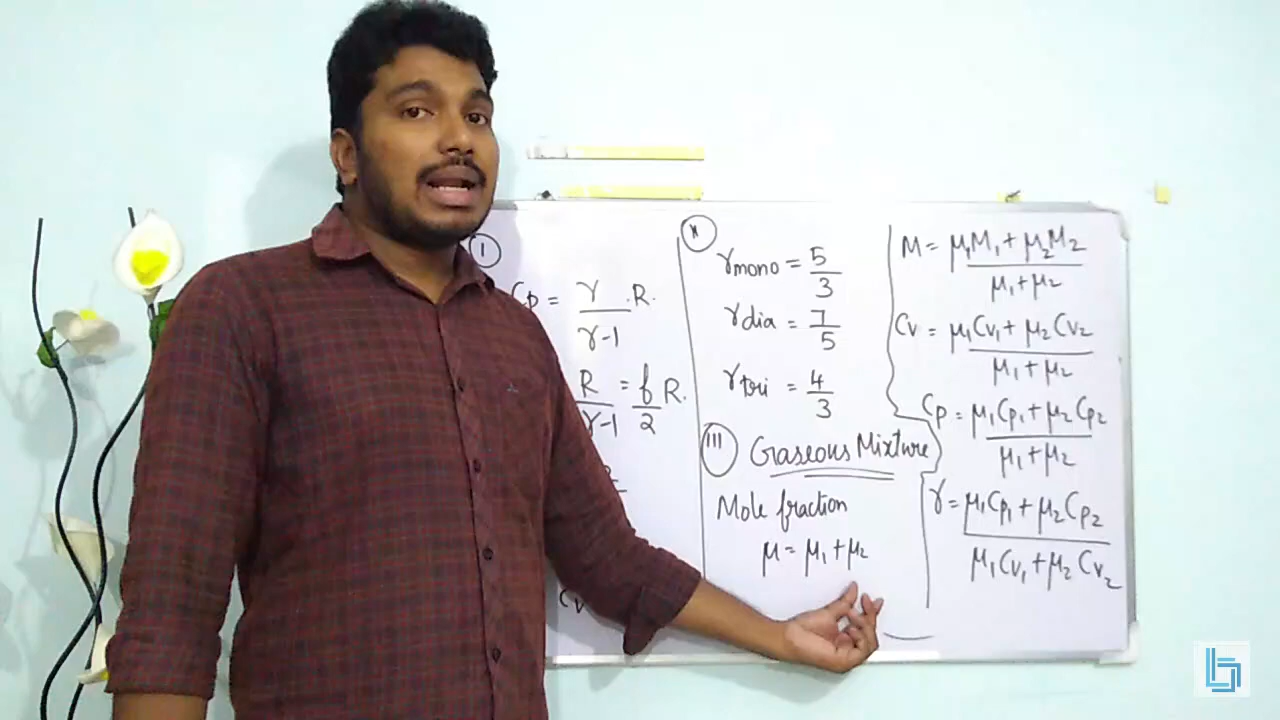 I
Cp = γ/γ-1 .R.
R/γ-1 = f/2 R.
Cv
II
γmono = 5/3
γdia = 7/5
γtri = 4/3
III Gaseous Mixture
Mole fraction
μ = μ₁ + μ₂
M = μ₁M₁ + μ₂M₂ / μ₁ + μ₂
Cv = μ₁Cv₁ + μ₂Cv₂ / μ₁ + μ₂
Cp = μ₁Cp₁ + μ₂Cp₂ / μ₁ + μ₂
γ = μ₁Cp₁ + μ₂Cp₂ / μ₁Cv₁ + μ₂Cv₂